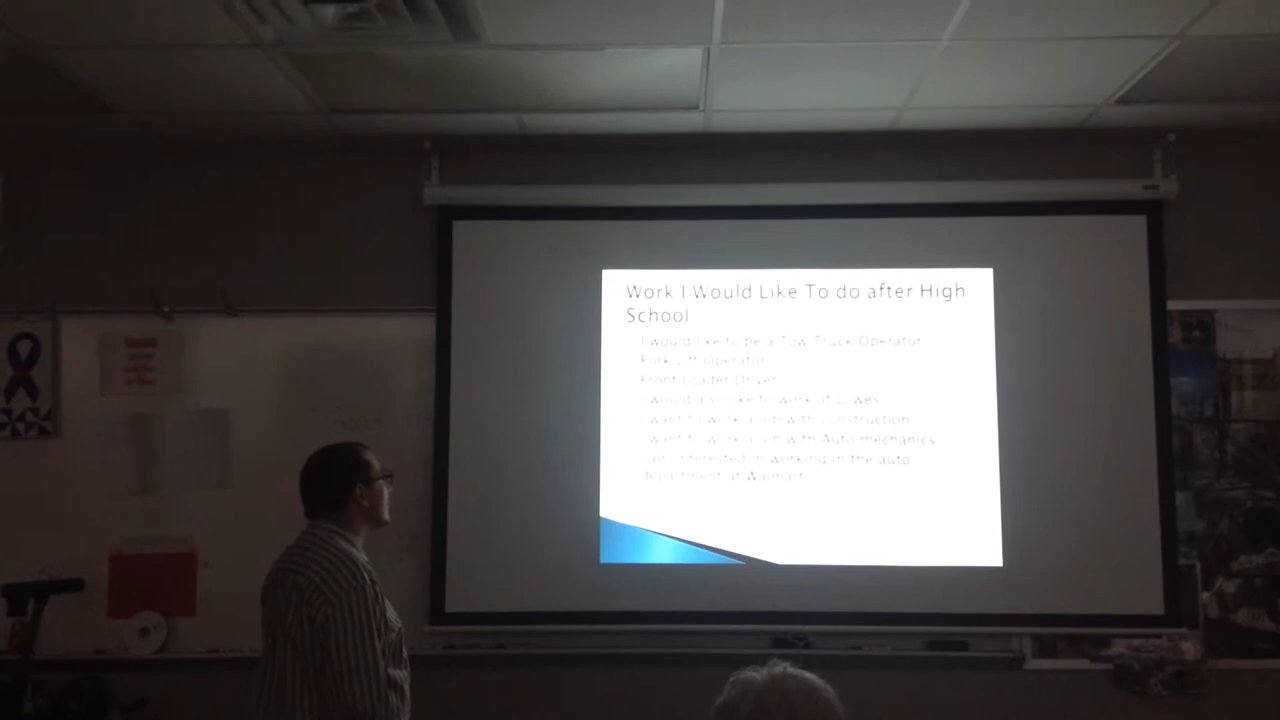 Work I Would Like To do after High
School
I would like to be a Tow Truck Operator
Fork Lift Operator
Front Loader Driver
I would also like to work at Lowes
I want to work a job with construction
I want to work a job with Auto mechanics
I am interested in working in the auto
department at Walmart